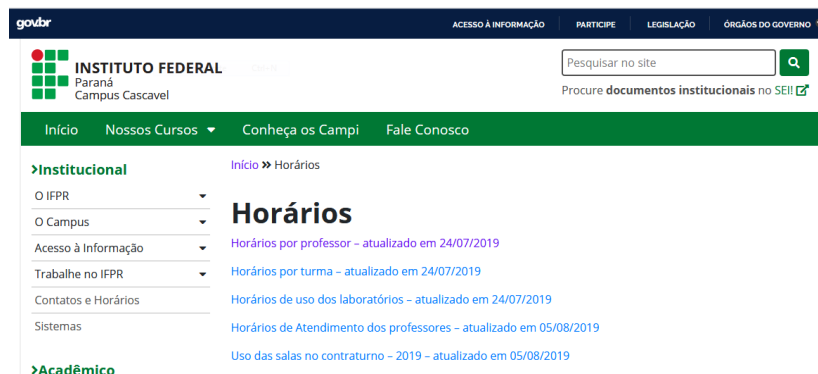 gov.br
ACESSO À INFORMAÇÃO PARTICIPE LEGISLAÇÃO ÓRGÃOS DO GOVERNO
INSTITUTO FEDERAL
Paraná
Campus Cascavel
Pesquisar no site
Procure documentos institucionais no SEI!
Início Nossos Cursos Conheça os Campi Fale Conosco
Institucional
O IFPR
O Campus
Acesso à Informação
Trabalhe no IFPR
Contatos e Horários
Sistemas
Acadêmico
Início » Horários
Horários
Horários por professor – atualizado em 24/07/2019
Horários por turma – atualizado em 24/07/2019
Horários de uso dos laboratórios – atualizado em 24/07/2019
Horários de Atendimento dos professores – atualizado em 05/08/2019
Uso das salas no contraturno – 2019 – atualizado em 05/08/2019